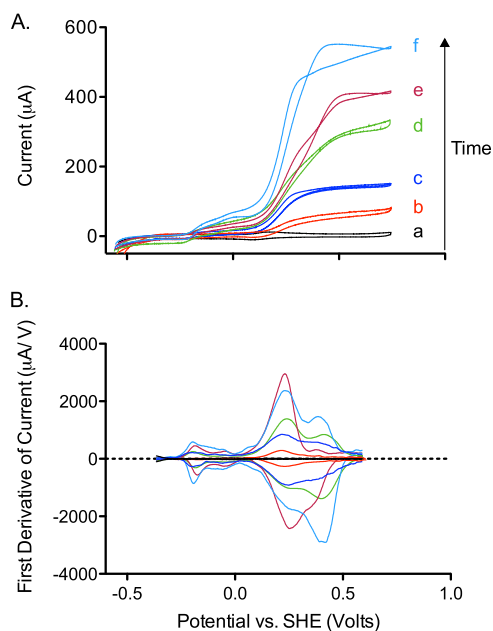 A.
600
400
200
0
Current (µA)
f
e
d
c
b
a
Time
B.
4000
2000
0
-2000
-4000
First Derivative of Current (µA/ V)
-0.5 0.0 0.5 1.0
Potential vs. SHE (Volts)